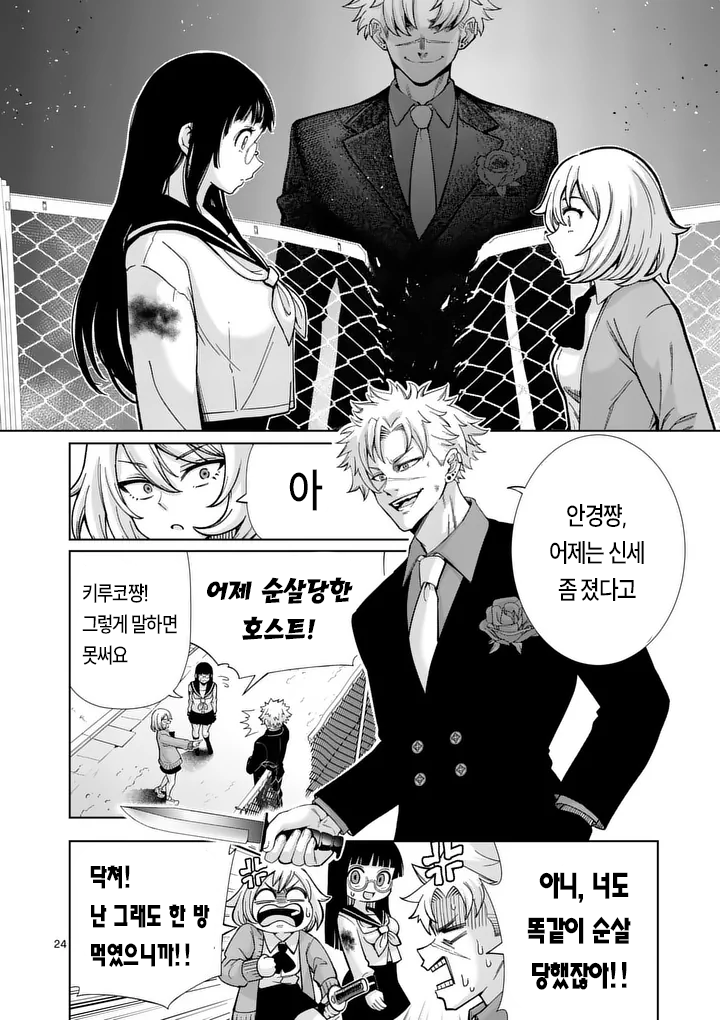 안경쨩,
어제는 신세
좀 졌다고
아
어제 순살당한
호스트!
키루코쨩!
그렇게 말하면
못써요
아니, 너도
똑같이 순살
당했잖아!!
닥쳐!
난 그래도 한 방
먹였으니까!!
24